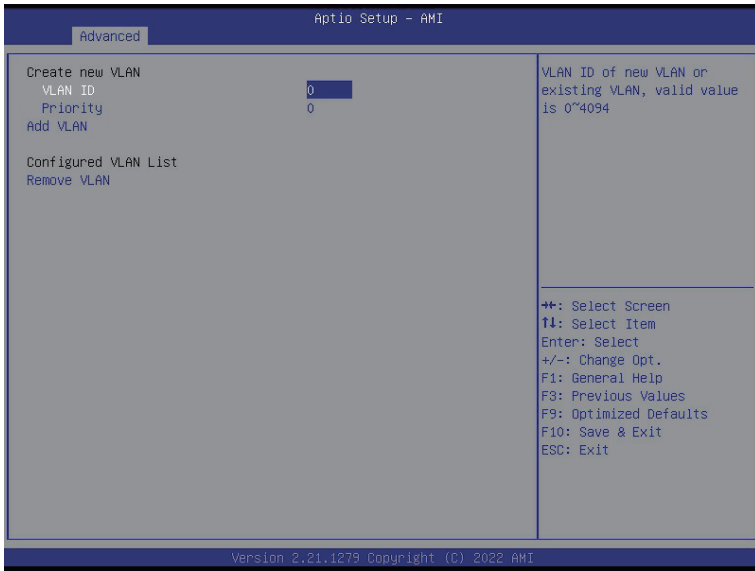 Aptio Setup – AMI
Advanced
Create new VLAN
VLAN ID 0
Priority 0
Add VLAN
Configured VLAN List
Remove VLAN
VLAN ID of new VLAN or
existing VLAN, valid value
is 0~4094
→←: Select Screen
↑↓: Select Item
Enter: Select
+/-: Change Opt.
F1: General Help
F3: Previous Values
F9: Optimized Defaults
F10: Save & Exit
ESC: Exit
Version 2.21.1279 Copyright (C) 2022 AMI